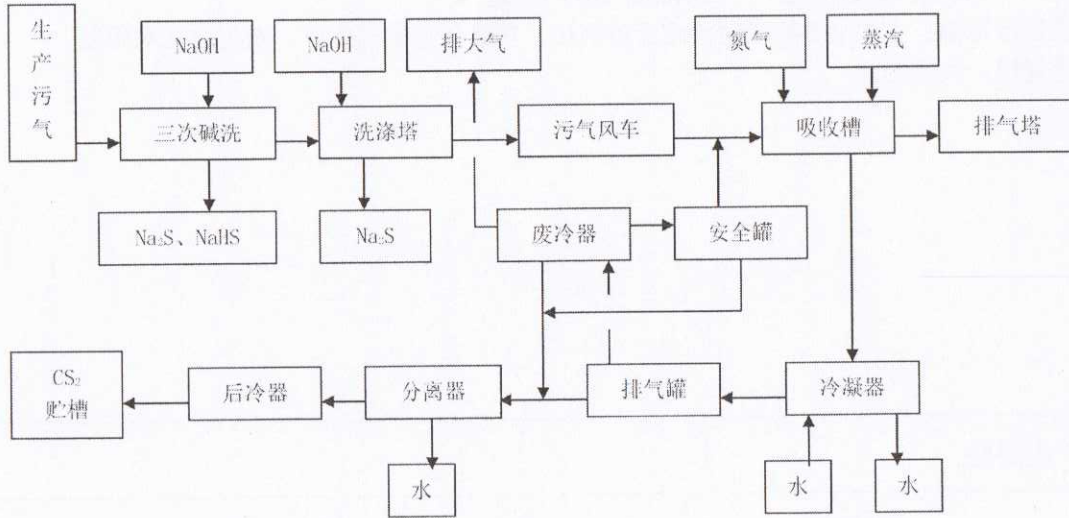 生产污气
NaOH
NaOH
排大气
氮气
蒸汽
三次碱洗
洗涤塔
污气风车
吸收槽
排气塔
Na₂S、NaHS
Na₂S
废冷器
安全罐
CS₂
贮槽
后冷器
分离器
排气罐
冷凝器
水
水
水